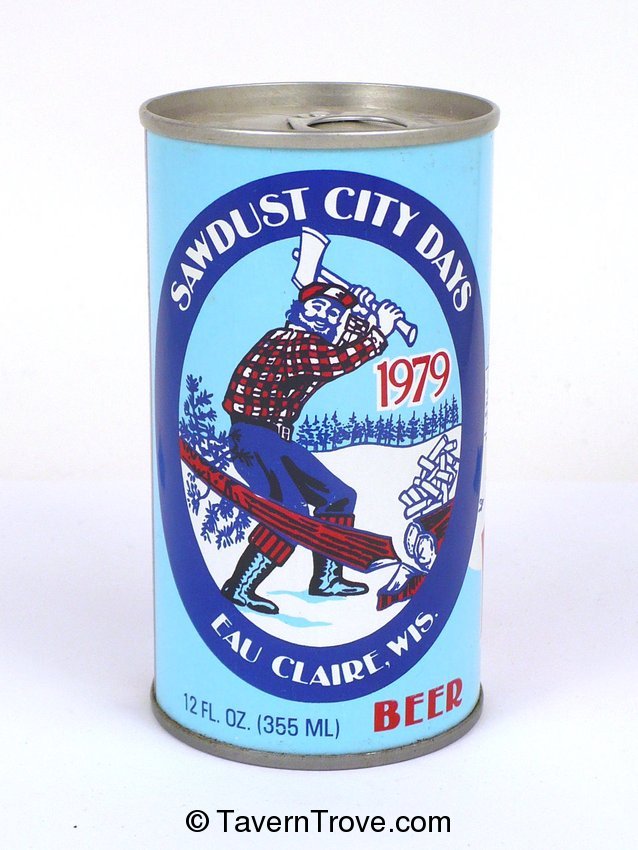 SAWDUST CITY DAYS
1979
EAU CLAIRE, WIS.
12 FL. OZ. (355 ML)
BEER
© TavernTrove.com